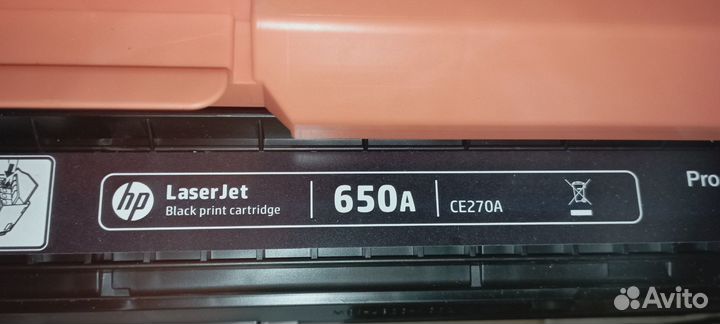 hp
LaserJet
Black print cartridge
650A
CE270A
Pro
Avito